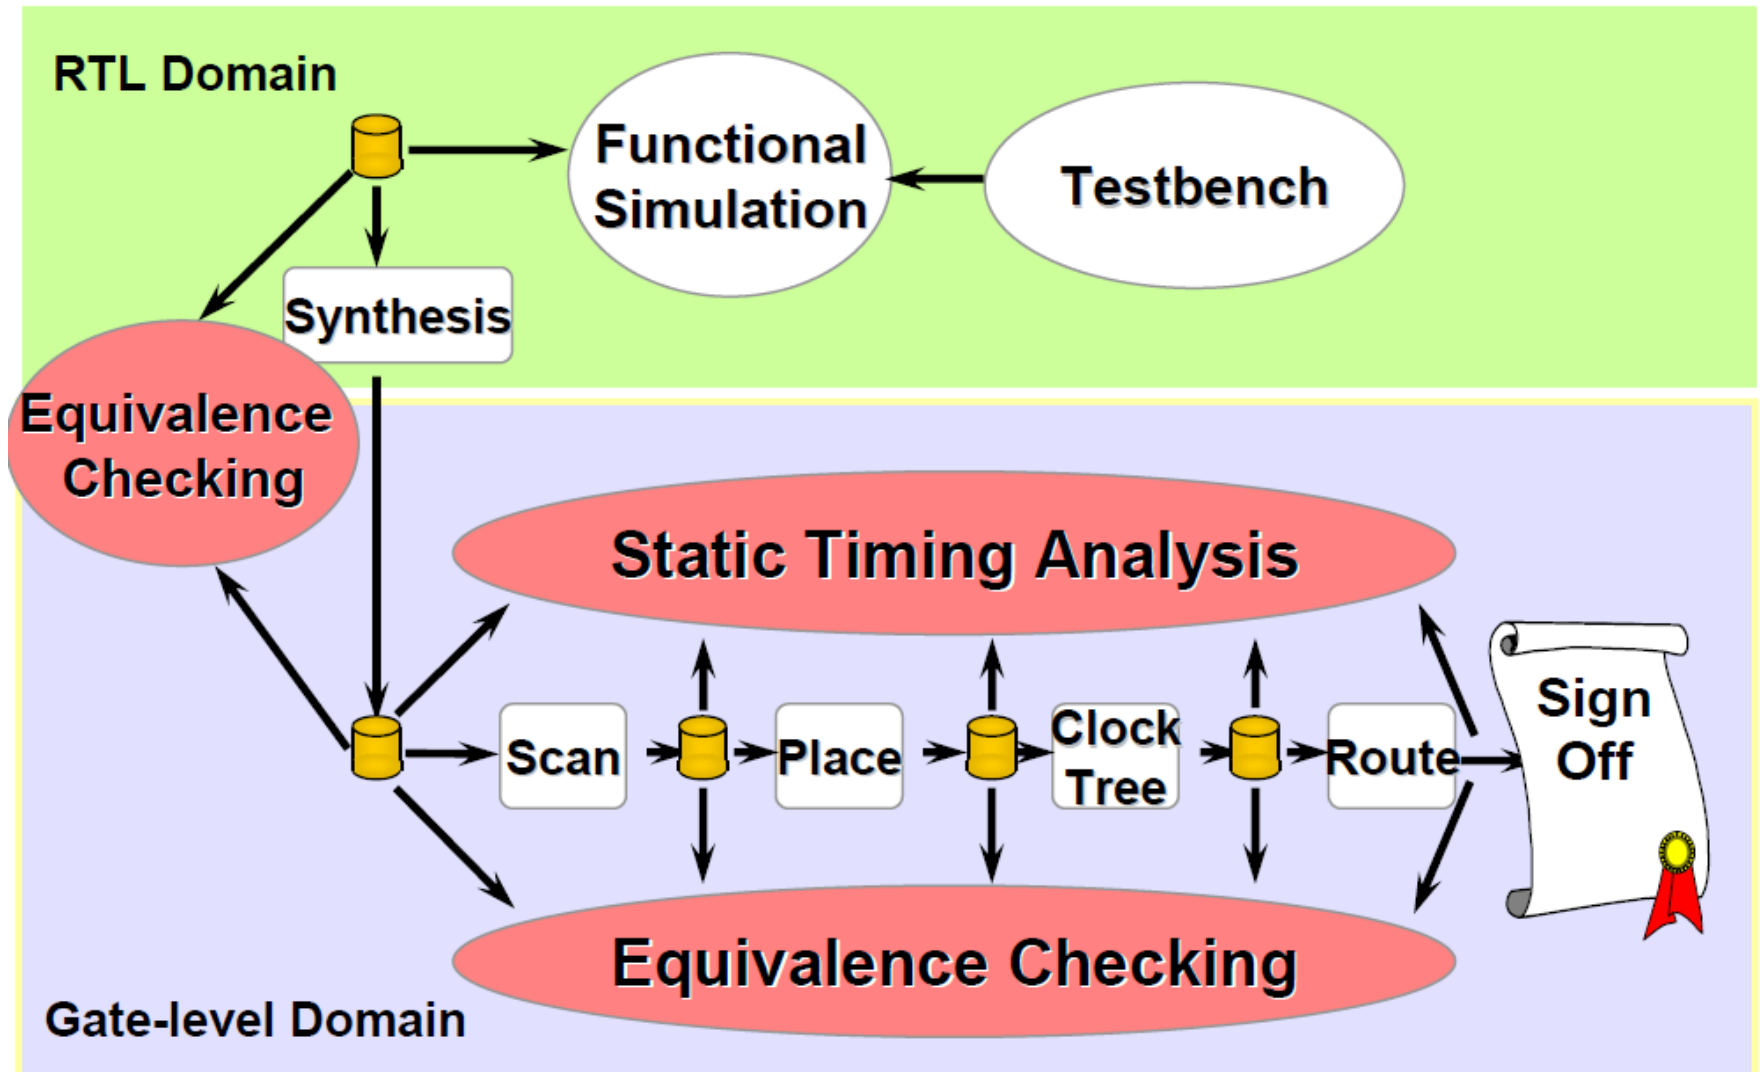 RTL Domain
Functional
Simulation
Testbench
Synthesis
Equivalence
Checking
Static Timing Analysis
Scan
Place
Clock
Tree
Route
Sign
Off
Equivalence Checking
Gate-level Domain